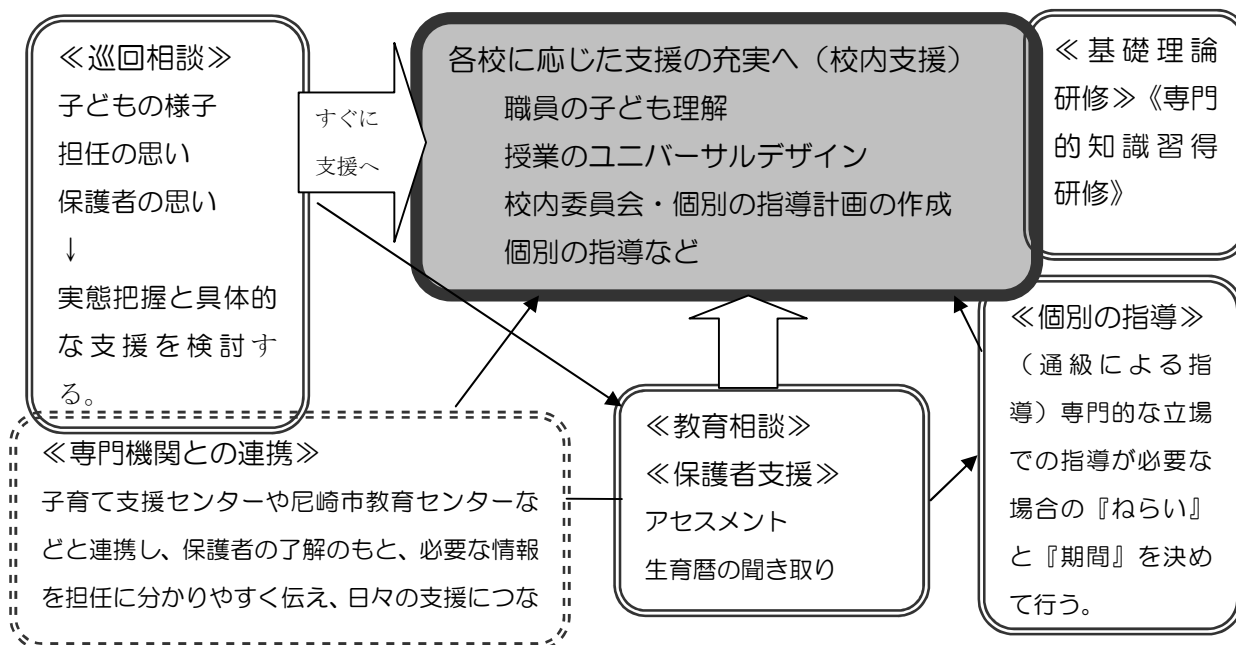 ≪巡回相談≫
子どもの様子
担任の思い
保護者の思い
↓
実態把握と具体的
な支援を検討す
る。
すぐに
支援へ
各校に応じた支援の充実へ（校内支援）
職員の子ども理解
授業のユニバーサルデザイン
校内委員会・個別の指導計画の作成
個別の指導など
≪基礎理論
研修≫《専門
的知識習得
研修》
≪専門機関との連携≫
子育て支援センターや尼崎市教育センターな
どと連携し、保護者の了解のもと、必要な情報
を担任に分かりやすく伝え、日々の支援につな
≪教育相談≫
≪保護者支援≫
アセスメント
生育暦の聞き取り
≪個別の指導≫
（通級による指
導）専門的な立場
での指導が必要な
場合の『ねらい』
と『期間』を決め
て行う。